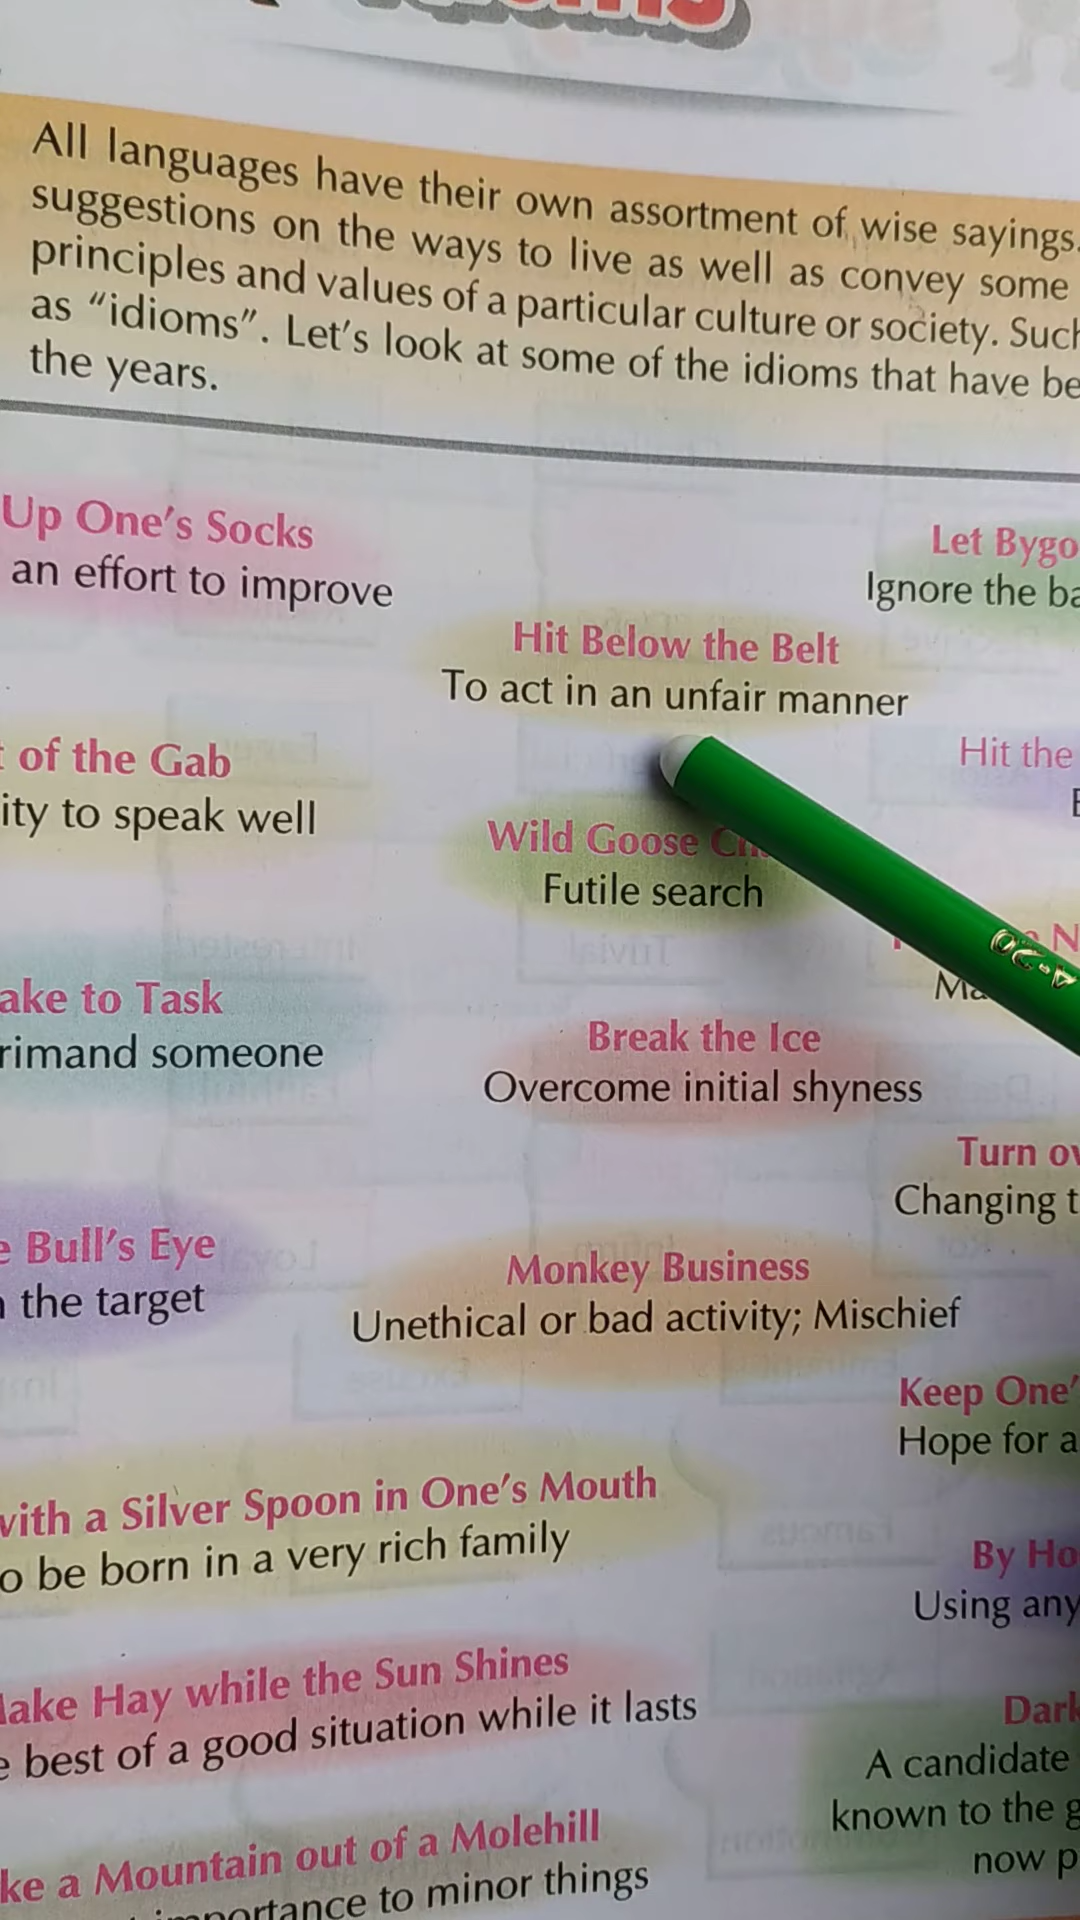 All languages have their own assortment of wise sayings.
suggestions on the ways to live as well as convey some
principles and values of a particular culture or society. Such
as "idioms". Let's look at some of the idioms that have be
the years.
Up One's Socks
an effort to improve
Let Bygo
Ignore the ba
Hit Below the Belt
To act in an unfair manner
of the Gab
ity to speak well
Hit the
Wild Goose
Futile search
ake to Task
rimand someone
Break the Ice
Overcome initial shyness
Turn ov
Changing t
Bull's Eye
the target
Monkey Business
Unethical or bad activity; Mischief
Keep One'
Hope for a
with a Silver Spoon in One's Mouth
o be born in a very rich family
By Ho
Using any
Make Hay while the Sun Shines
e best of a good situation while it lasts
Dark
A candidate
known to the g
now p
ke a Mountain out of a Molehill
importance to minor things